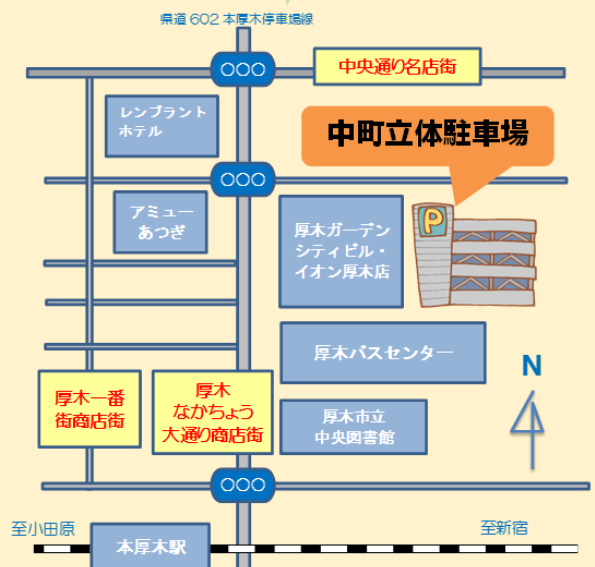 県道602本厚木停車場線
○○○
中央通り名店街
レンブラント
ホテル
中町立体駐車場
○○○
アミュー
あつぎ
厚木ガーデン
シティビル・
イオン厚木店
P
厚木バスセンター
N
厚木一番
街商店街
厚木
なかちょう
大通り商店街
厚木市立
中央図書館
○○○
至小田原
至新宿
本厚木駅